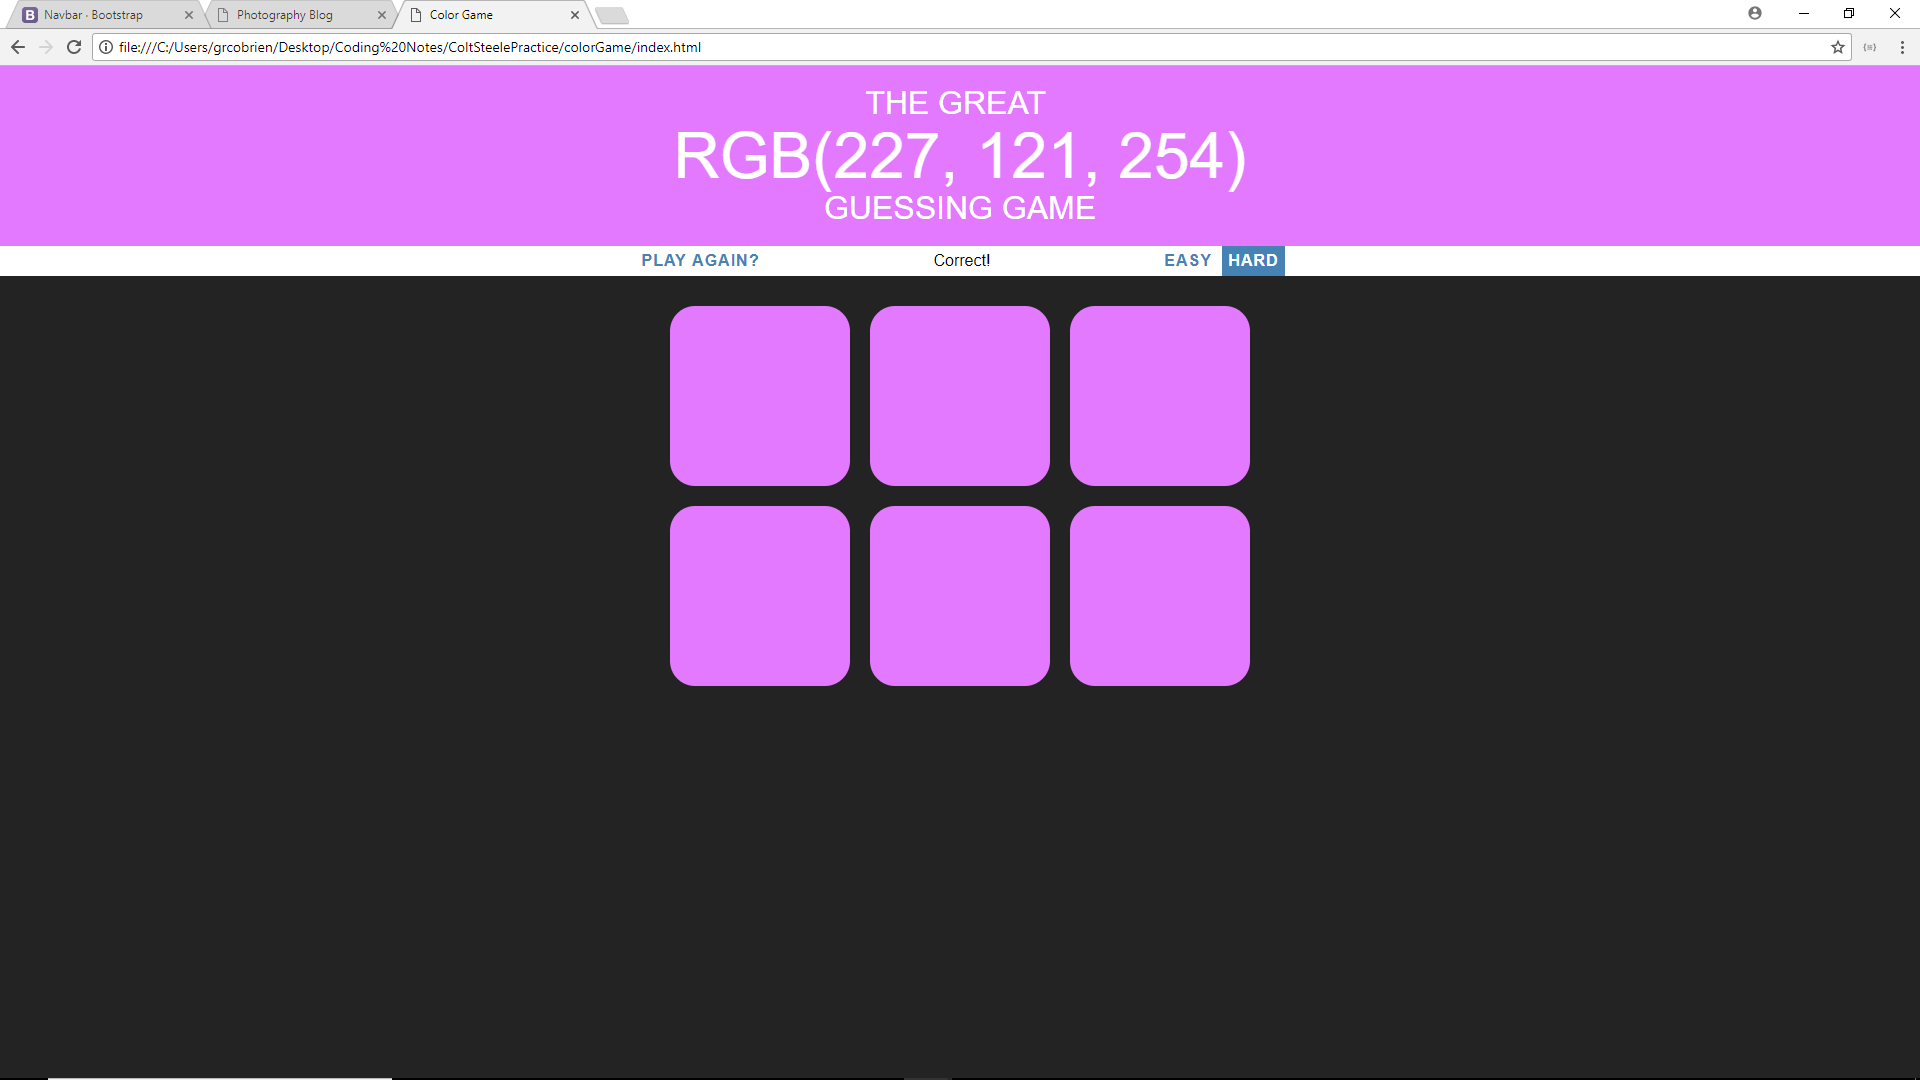 Navbar · Bootstrap
Photography Blog
Color Game
file:///C:/Users/grcobrien/Desktop/Coding%20Notes/ColtSteelePractice/colorGame/index.html
THE GREAT
RGB(227, 121, 254)
GUESSING GAME
PLAY AGAIN? Correct! EASY HARD